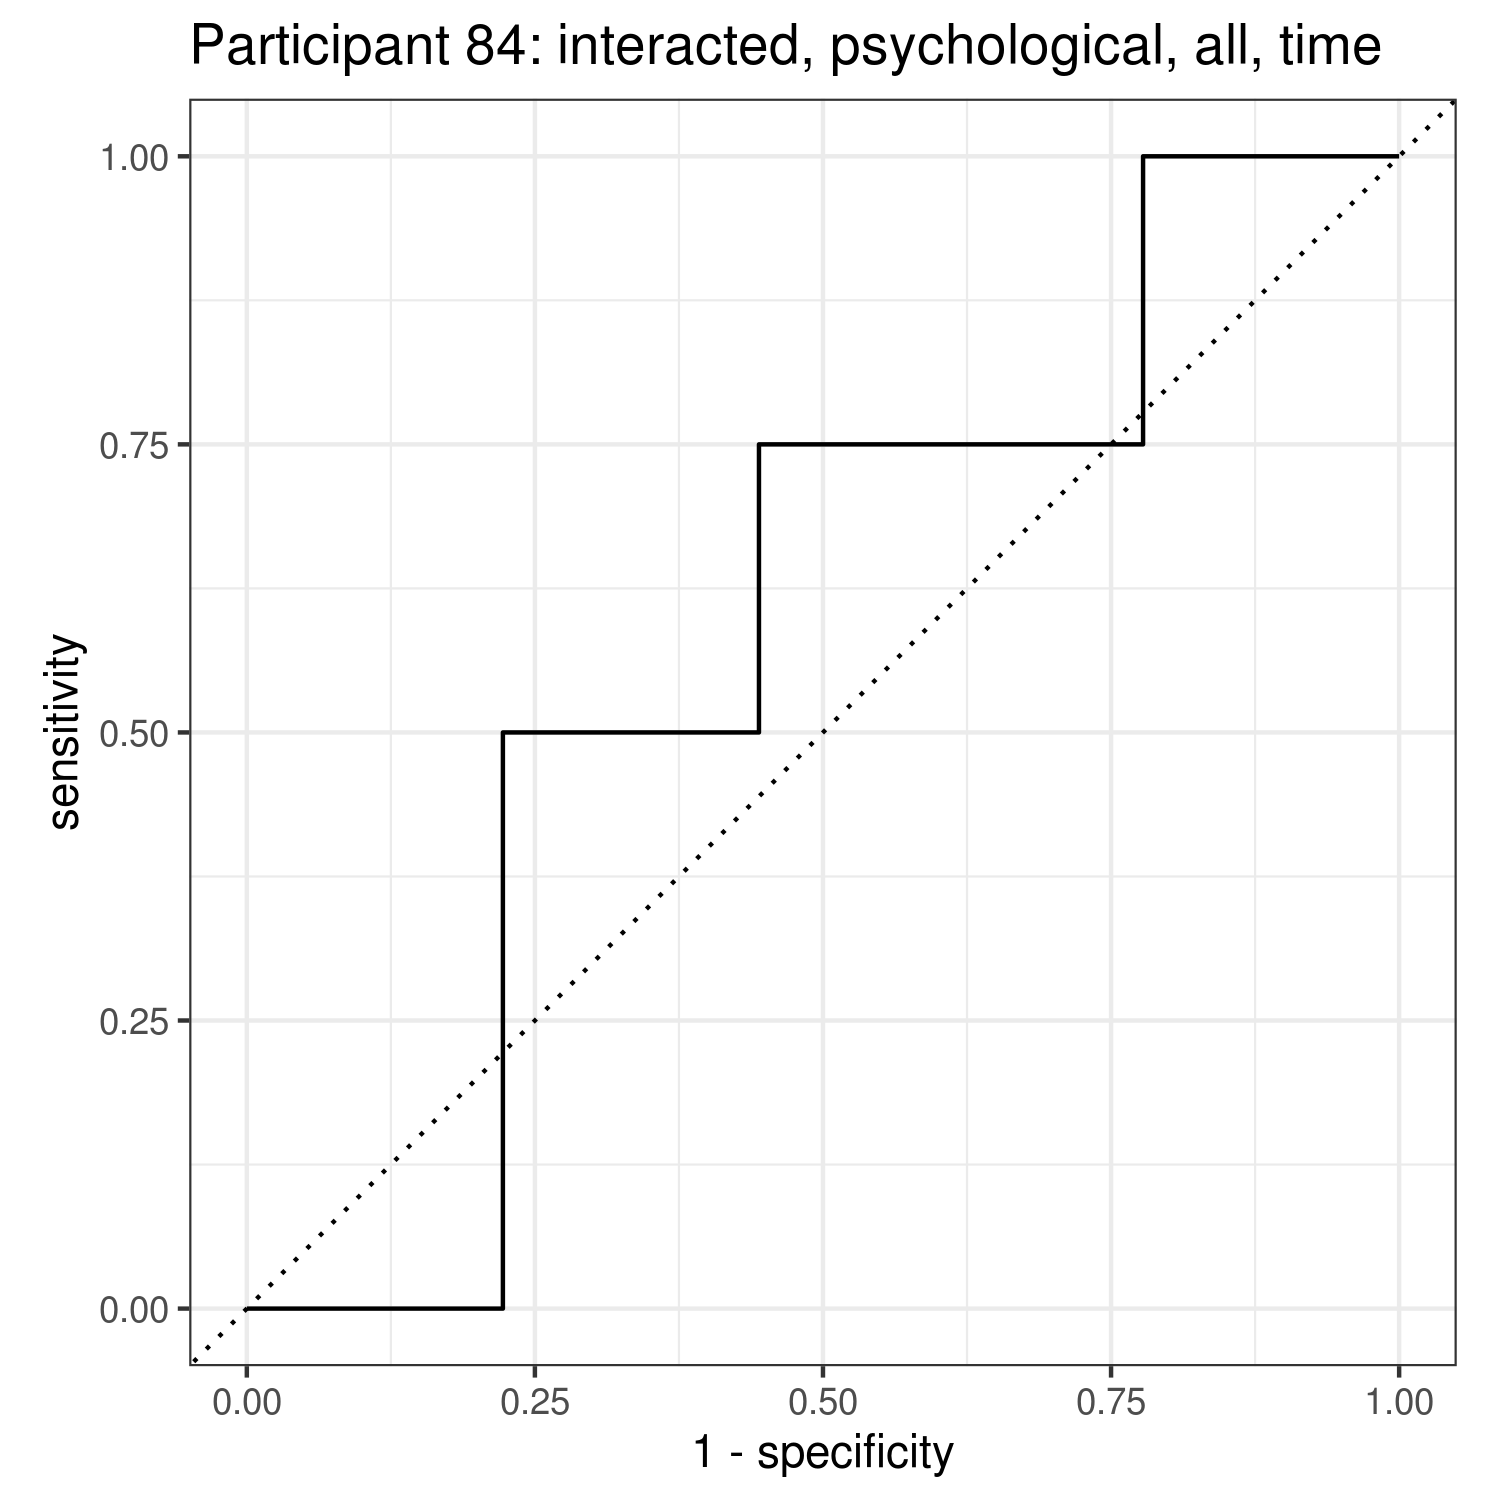 Participant 84: interacted, psychological, all, time
1.00
0.75
0.50
0.25
0.00
sensitivity
0.00 0.25 0.50 0.75 1.00
1 - specificity